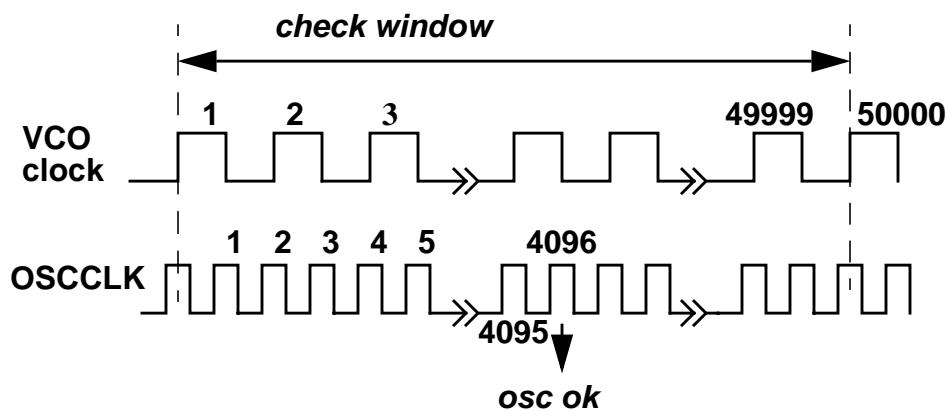 check window
1 2 3 49999 50000
VCO
clock
1 2 3 4 5 4096
OSCCLK
4095
osc ok